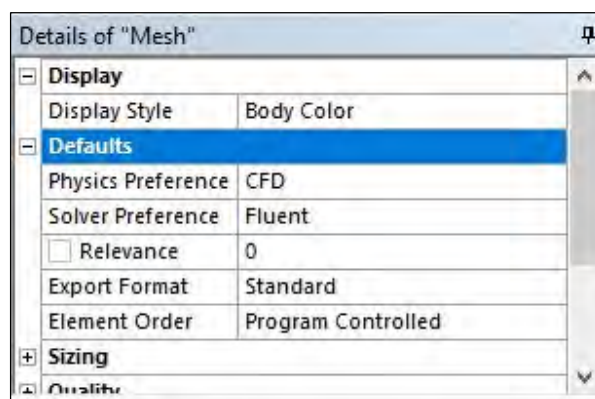 Details of "Mesh"
Display
Display Style Body Color
Defaults
Physics Preference CFD
Solver Preference Fluent
Relevance 0
Export Format Standard
Element Order Program Controlled
Sizing
Quality